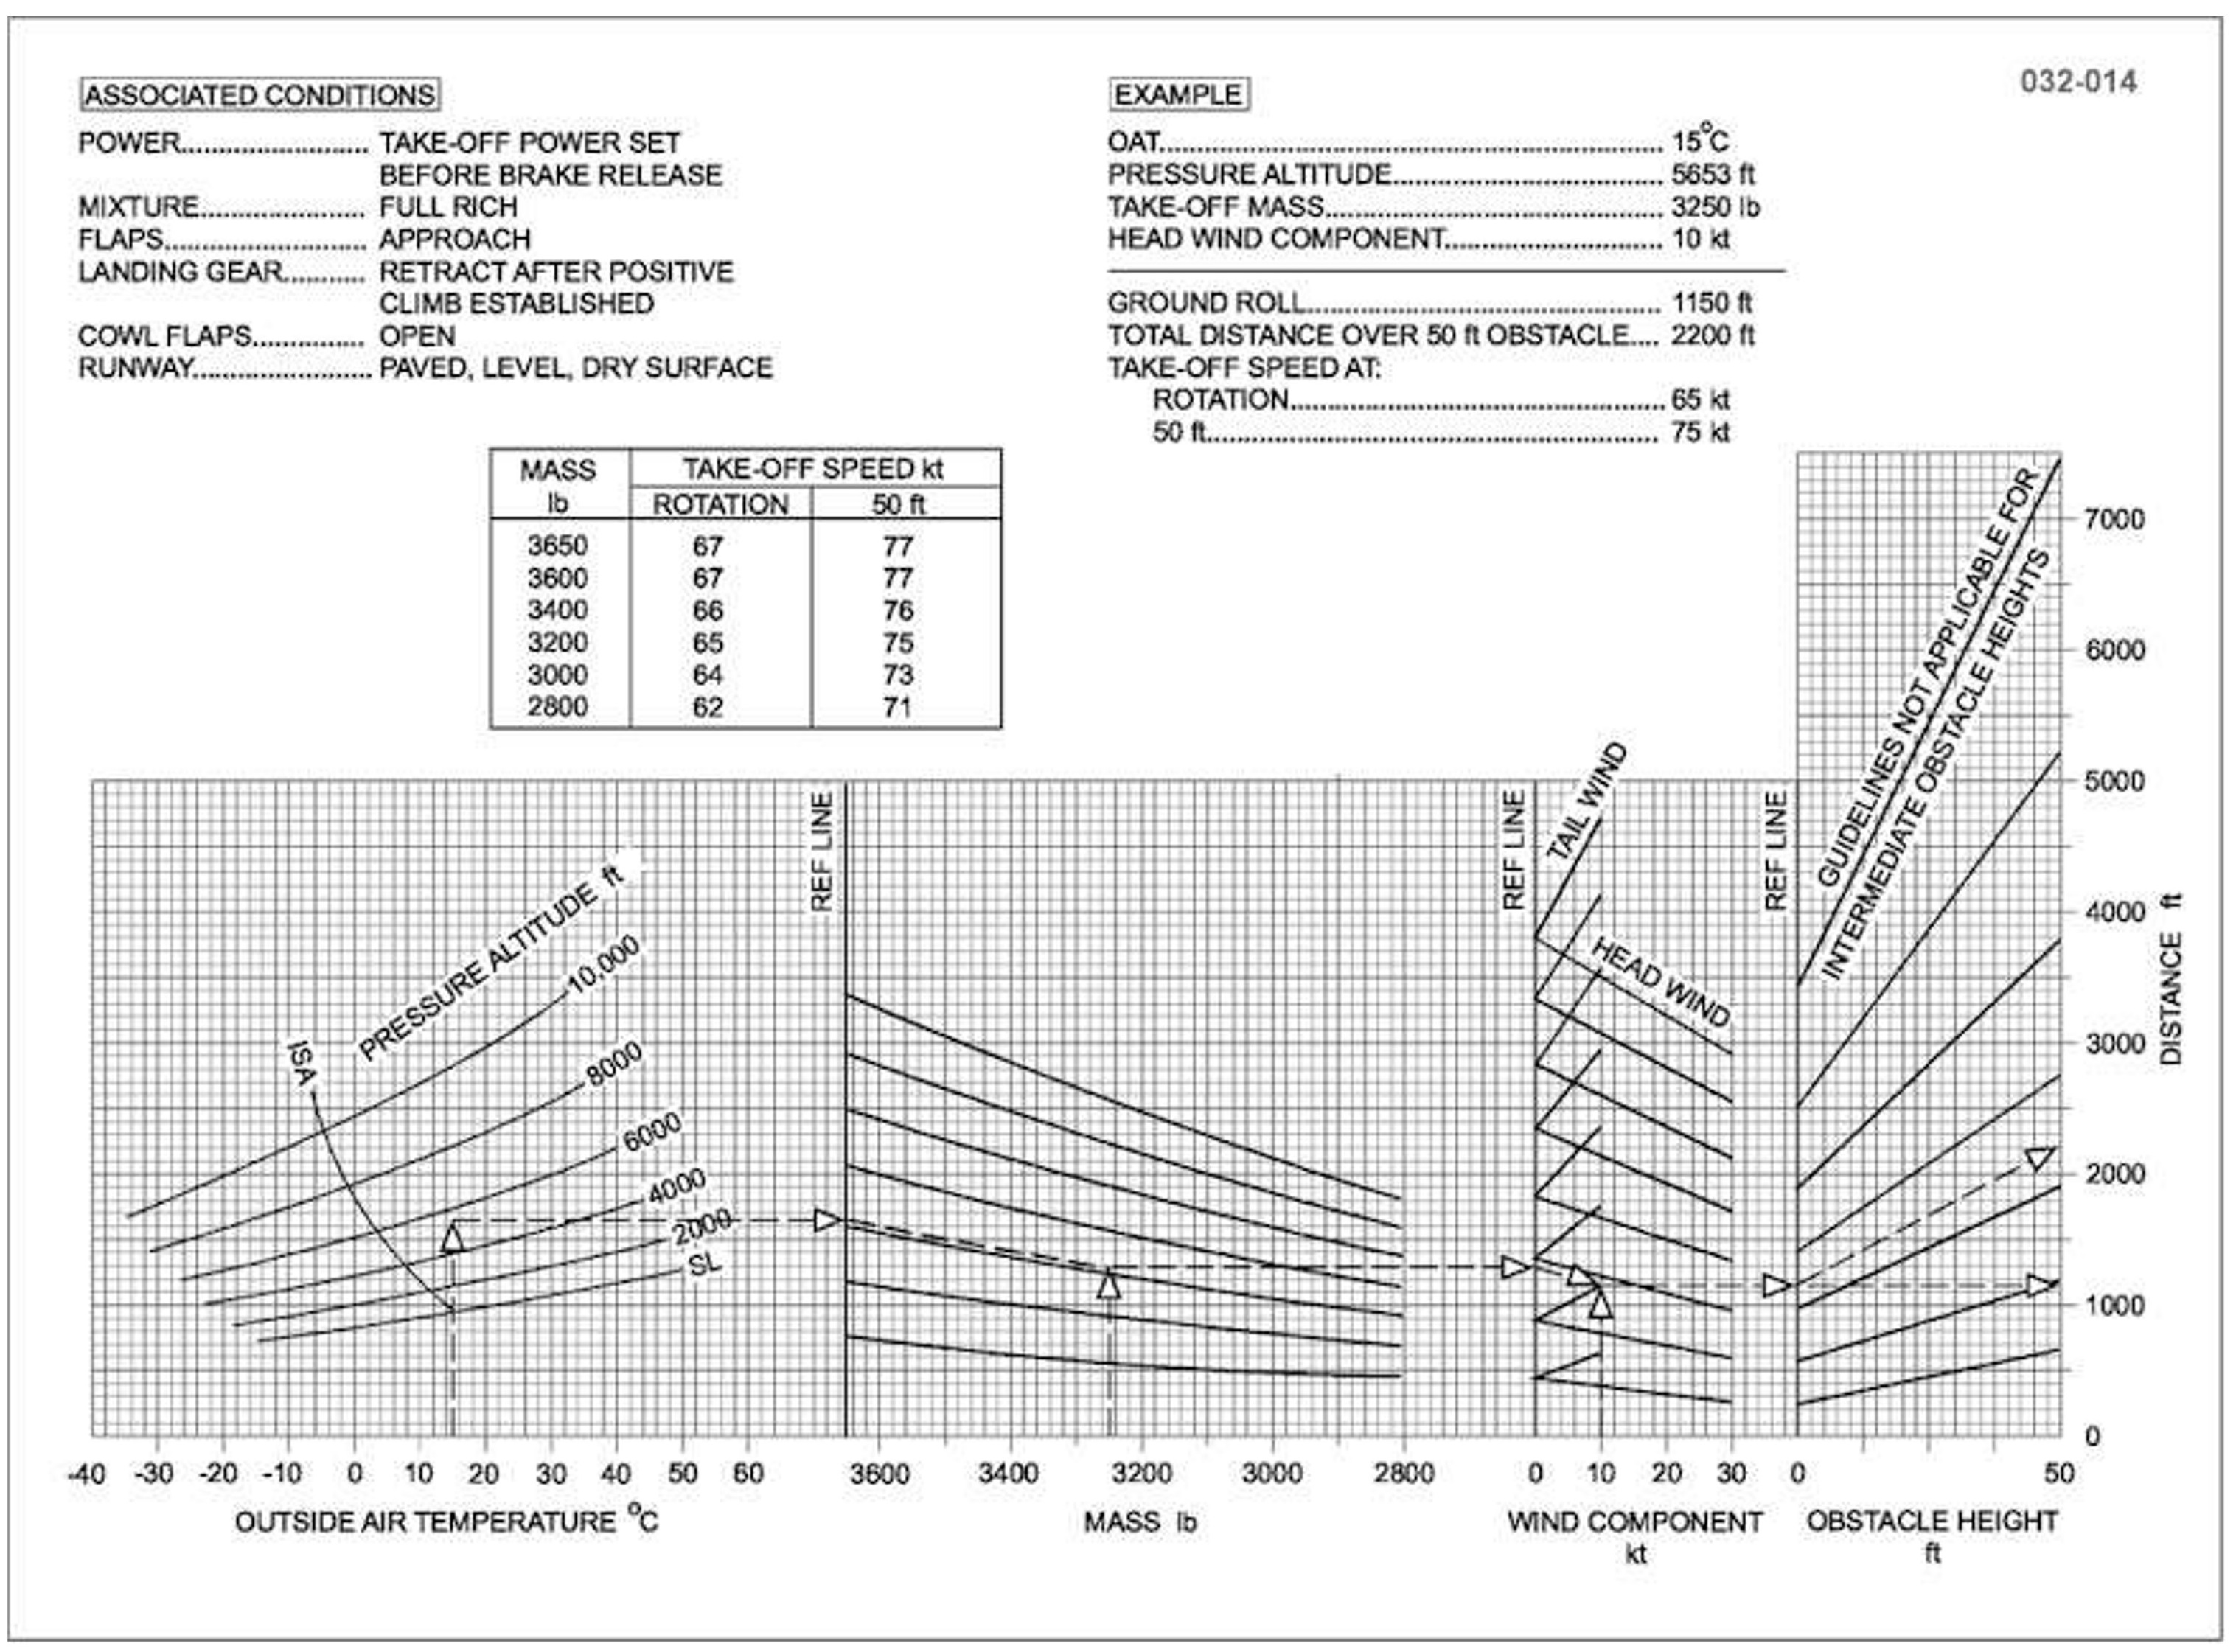 032-014
ASSOCIATED CONDITIONS
POWER.......................... TAKE-OFF POWER SET
BEFORE BRAKE RELEASE
MIXTURE....................... FULL RICH
FLAPS............................ APPROACH
LANDING GEAR........... RETRACT AFTER POSITIVE
CLIMB ESTABLISHED
COWL FLAPS............... OPEN
RUNWAY......................... PAVED, LEVEL, DRY SURFACE
EXAMPLE
OAT................................................................ 15°C
PRESSURE ALTITUDE.................................. 5653 ft
TAKE-OFF MASS........................................... 3250 lb
HEAD WIND COMPONENT........................... 10 kt
GROUND ROLL............................................. 1150 ft
TOTAL DISTANCE OVER 50 ft OBSTACLE.... 2200 ft
TAKE-OFF SPEED AT:
ROTATION............................................... 65 kt
50 ft......................................................... 75 kt
MASS lb TAKE-OFF SPEED kt
ROTATION 50 ft
3650 67 77
3600 67 77
3400 66 76
3200 65 75
3000 64 73
2800 62 71
PRESSURE ALTITUDE ft
10,000
8000
6000
4000
2000
SL
ISA
REF LINE
REF LINE
TAIL WIND
HEAD WIND
REF LINE
GUIDELINES NOT APPLICABLE FOR
INTERMEDIATE OBSTACLE HEIGHTS
7000
6000
5000
4000
3000
2000
1000
0
DISTANCE ft
-40 -30 -20 -10 0 10 20 30 40 50 60
3600 3400 3200 3000 2800
0 10 20 30
0 50
OUTSIDE AIR TEMPERATURE °C
MASS lb
WIND COMPONENT
kt
OBSTACLE HEIGHT
ft